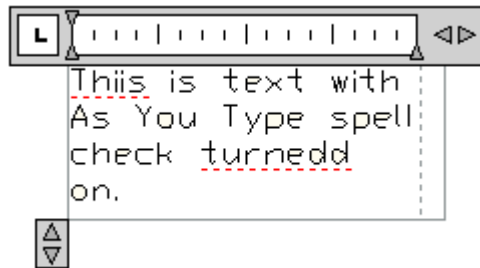 L
Thiis is text with
As You Type spell
check turnedd
on.